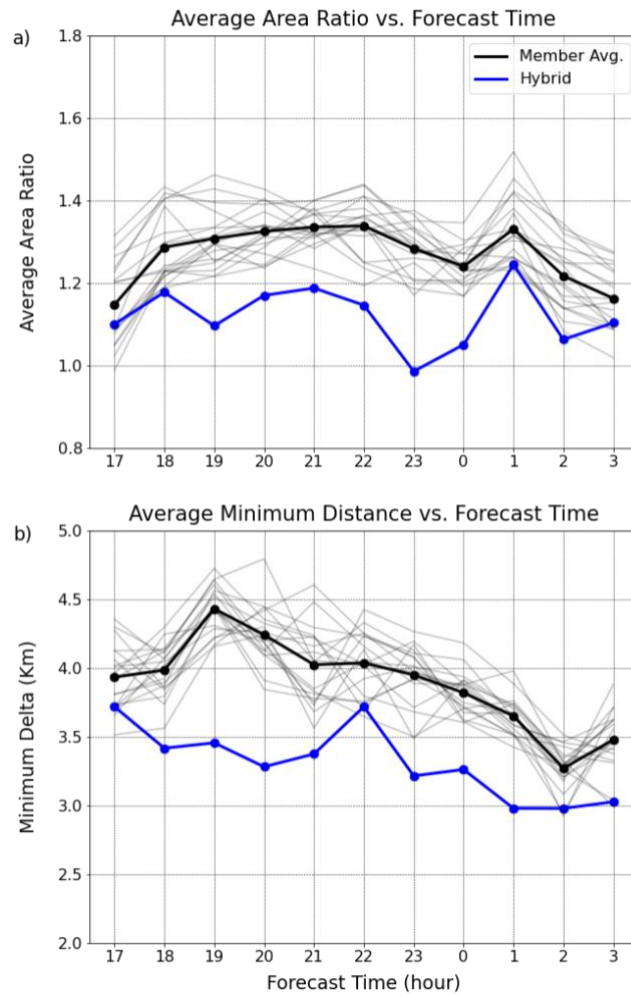 Average Area Ratio vs. Forecast Time
a)
1.8
Member Avg.
Hybrid
1.6
1.4
1.2
1.0
0.8
Average Area Ratio
17 18 19 20 21 22 23 0 1 2 3
Average Minimum Distance vs. Forecast Time
b)
5.0
4.5
4.0
3.5
3.0
2.5
2.0
Minimum Delta (Km)
17 18 19 20 21 22 23 0 1 2 3
Forecast Time (hour)